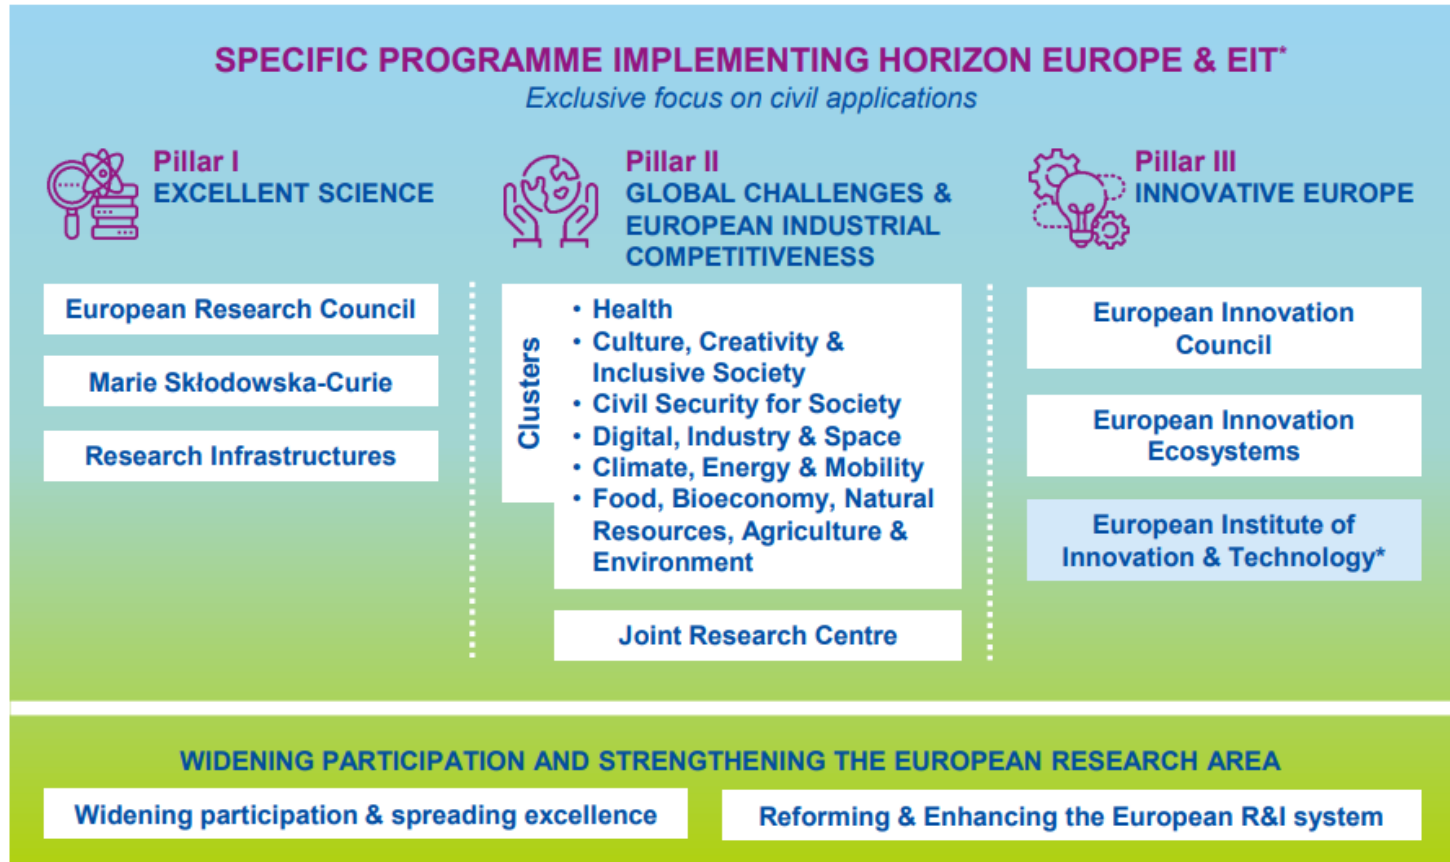 SPECIFIC PROGRAMME IMPLEMENTING HORIZON EUROPE & EIT*
Exclusive focus on civil applications
Pillar I
EXCELLENT SCIENCE
European Research Council
Marie Skłodowska-Curie
Research Infrastructures
Pillar II
GLOBAL CHALLENGES &
EUROPEAN INDUSTRIAL
COMPETITIVENESS
Clusters
• Health
• Culture, Creativity &
Inclusive Society
• Civil Security for Society
• Digital, Industry & Space
• Climate, Energy & Mobility
• Food, Bioeconomy, Natural
Resources, Agriculture &
Environment
Joint Research Centre
Pillar III
INNOVATIVE EUROPE
European Innovation
Council
European Innovation
Ecosystems
European Institute of
Innovation & Technology*
WIDENING PARTICIPATION AND STRENGTHENING THE EUROPEAN RESEARCH AREA
Widening participation & spreading excellence
Reforming & Enhancing the European R&I system